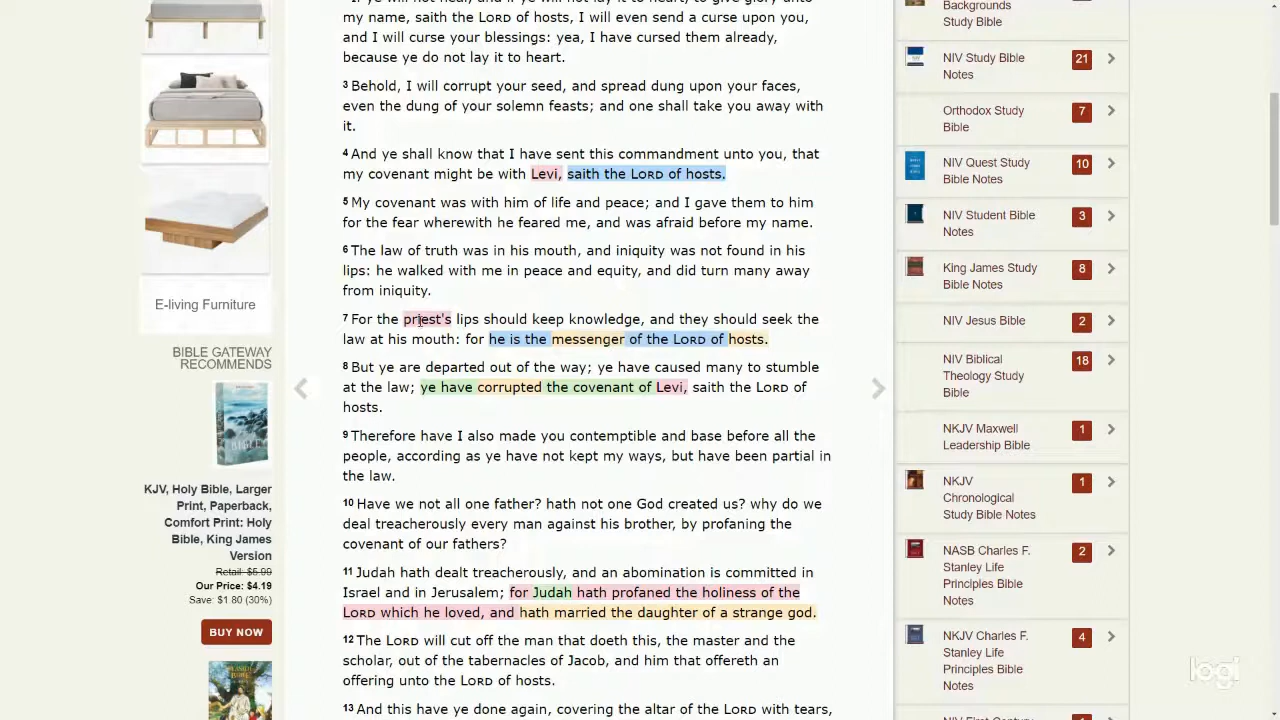 my name, saith the LORD of hosts, I will even send a curse upon you,
and I will curse your blessings: yea, I have cursed them already,
because ye do not lay it to heart.
3 Behold, I will corrupt your seed, and spread dung upon your faces,
even the dung of your solemn feasts; and one shall take you away with
it.
4 And ye shall know that I have sent this commandment unto you, that
my covenant might be with Levi, saith the LORD of hosts.
5 My covenant was with him of life and peace; and I gave them to him
for the fear wherewith he feared me, and was afraid before my name.
6 The law of truth was in his mouth, and iniquity was not found in his
lips: he walked with me in peace and equity, and did turn many away
from iniquity.
7 For the priest's lips should keep knowledge, and they should seek the
law at his mouth: for he is the messenger of the LORD of hosts.
8 But ye are departed out of the way; ye have caused many to stumble
at the law; ye have corrupted the covenant of Levi, saith the LORD of
hosts.
9 Therefore have I also made you contemptible and base before all the
people, according as ye have not kept my ways, but have been partial in
the law.
10 Have we not all one father? hath not one God created us? why do we
deal treacherously every man against his brother, by profaning the
covenant of our fathers?
11 Judah hath dealt treacherously, and an abomination is committed in
Israel and in Jerusalem; for Judah hath profaned the holiness of the
LORD which he loved, and hath married the daughter of a strange god.
12 The LORD will cut off the man that doeth this, the master and the
scholar, out of the tabernacles of Jacob, and him that offereth an
offering unto the LORD of hosts.
13 And this have ye done again, covering the altar of the LORD with tears,
E-living Furniture
BIBLE GATEWAY
RECOMMENDS
KJV, Holy Bible, Larger
Print, Paperback,
Comfort Print: Holy
Bible, King James
Version
Retail: $5.99
Our Price: $4.19
Save: $1.80 (30%)
BUY NOW
Backgrounds
Study Bible
NIV Study Bible
Notes
21
Orthodox Study
Bible
7
NIV Quest Study
Bible Notes
10
NIV Student Bible
Notes
3
King James Study
Bible Notes
8
NIV Jesus Bible
2
NIV Biblical
Theology Study
Bible
18
NKJV Maxwell
Leadership Bible
1
NKJV
Chronological
Study Bible Notes
1
NASB Charles F.
Stanley Life
Principles Bible
Notes
2
NKJV Charles F.
Stanley Life
Principles Bible
Notes
4
logi